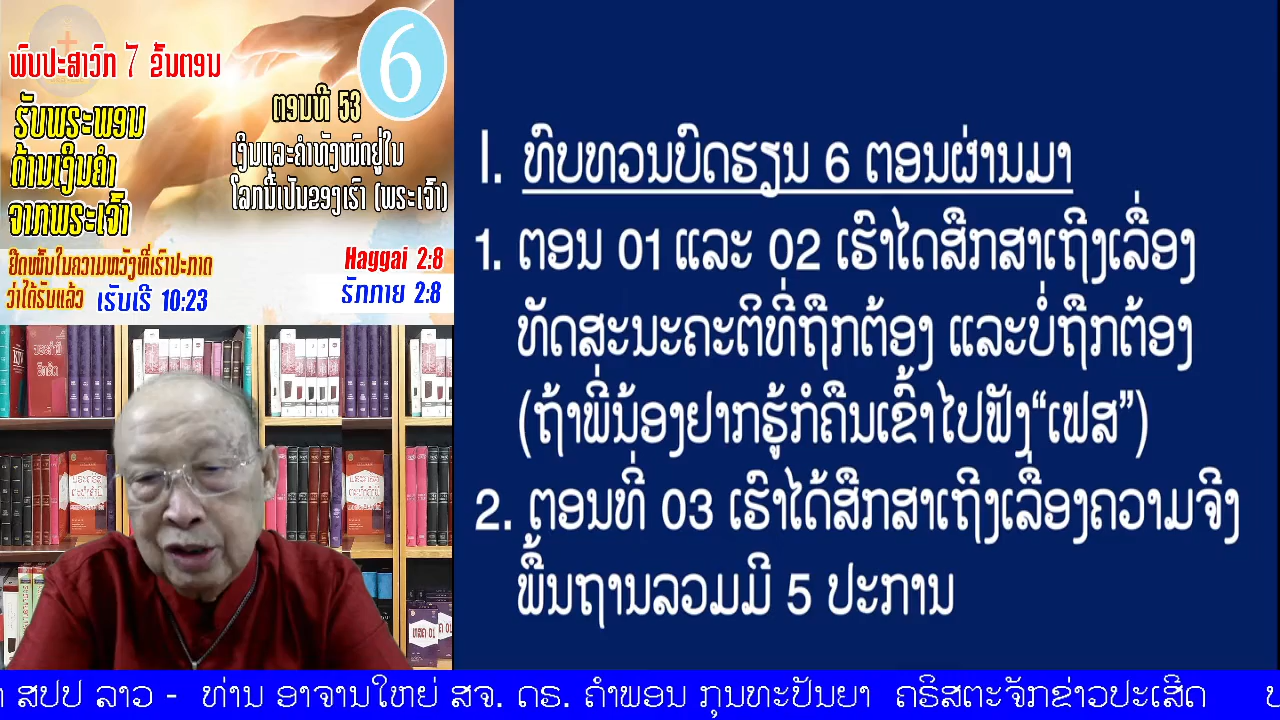 ພົບປະສາວົກ 7 ຂັ້ນຕອນ
6
ຮັບພຣະພອນ
ດ້ານເງິນຄຳ
ຈາກພຣະເຈົ້າ
ຕອນທີ 53
ເງິນແລະຄຳທັງໝົດຢູ່ໃນ
ໂລກນີ້ເປັນຂອງເຮົາ (ພຣະເຈົ້າ)
ຢຶດໝັ້ນໃນຄວາມຫວັງທີ່ເຮົາປະກາດ
ວ່າໄດ້ຮັບແລ້ວ ເຮັບເຣີ 10:23
Haggai 2:8
ຮັກກາຍ 2:8
I. ທົບທວນບົດຮຽນ 6 ຕອນຜ່ານມາ
1. ຕອນ 01 ແລະ 02 ເຮົາໄດສຶກສາເຖິງເລື່ອງ
ທັດສະນະຄະຕິທີ່ຖືກຕ້ອງ ແລະບໍ່ຖືກຕ້ອງ
(ຖ້າພີ່ນ້ອງຢາກຮູ້ກໍຄືນເຂົ້າໄປຟັງ“ເຟສ”)
2. ຕອນທີ່ 03 ເຮົາໄດ້ສຶກສາເຖິງເລື່ອງຄວາມຈິງ
ພື້ນຖານລວມມີ 5 ປະການ
ສປປ ລາວ - ທ່ານ ອາຈານໃຫຍ່ ສຈ. ດຣ. ຄຳພອນ ກຸນທະປັນຍາ ຄຣິສຕະຈັກຂ່າວປະເສີດ